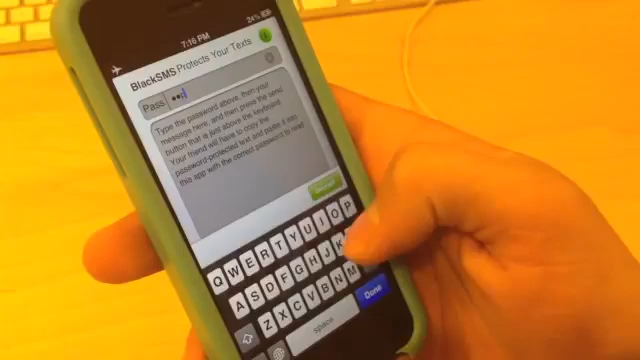 7:16 PM
24%
BlackSMS Protects Your Texts
Pass
Type the password above, then your
message here, and then press the send
button that is just above the keyboard.
Your friend will have to copy the
password-protected text and paste it into
this app with the correct password to read
Q W E R T Y U I O P
A S D F G H J K
Z X C V B N M
space
Done